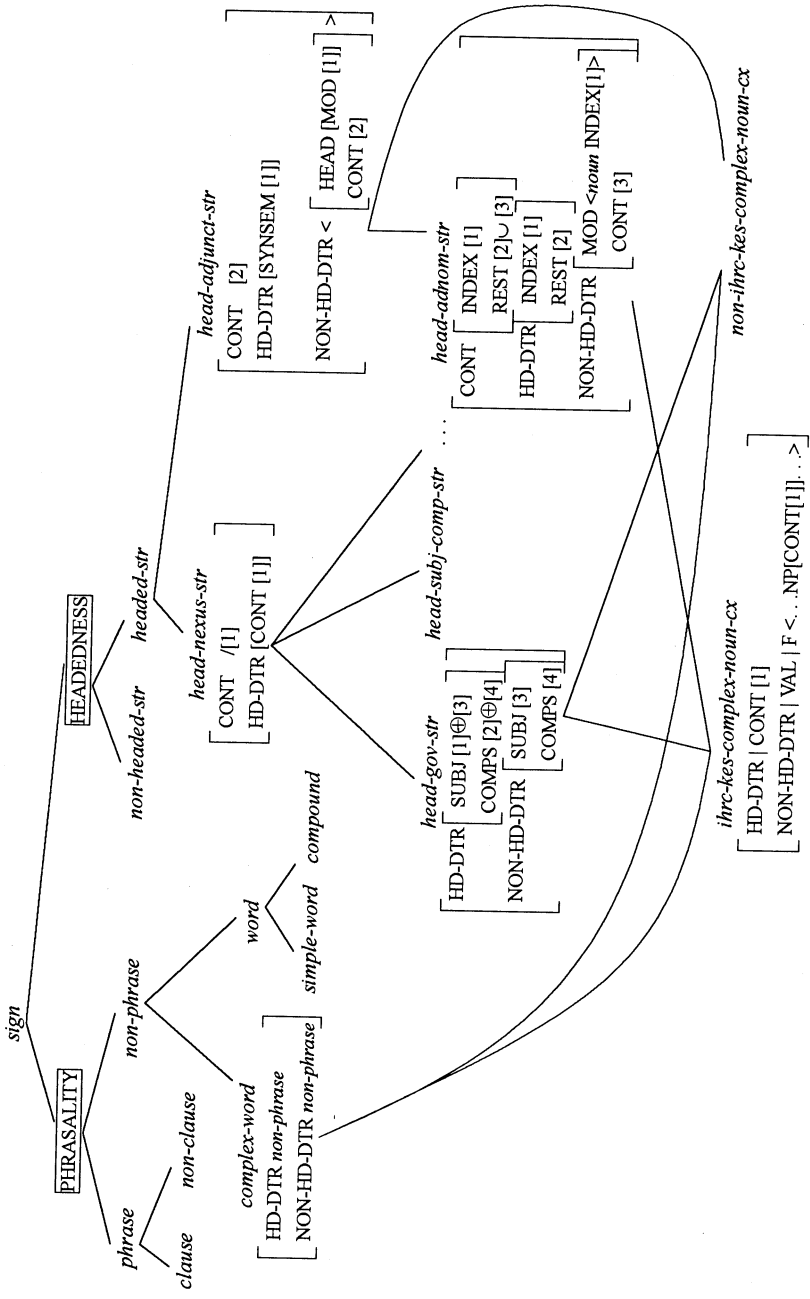 sign
PHRASALITY HEADEDNESS
phrase non-phrase non-headed-str headed-str
clause non-clause
complex-word word
HD-DTR non-phrase
NON-HD-DTR non-phrase
simple-word compound
head-nexus-str
CONT /[1]
HD-DTR [CONT [1]]
head-adjunct-str
CONT [2]
HD-DTR [SYNSEM [1]]
NON-HD-DTR < HEAD [MOD [1]] >
CONT [2]
head-gov-str
HD-DTR SUBJ [1]⊕[3]
COMPS [2]⊕[4]
NON-HD-DTR SUBJ [3]
COMPS [4]
head-subj-comp-str
...
head-adnom-str
CONT INDEX [1]
REST [2]∪ [3]
HD-DTR INDEX [1]
REST [2]
NON-HD-DTR MOD <noun INDEX[1]>
CONT [3]
ihrc-kes-complex-noun-cx
HD-DTR | CONT [1]
NON-HD-DTR | VAL | F <. . .NP[CONT[1]]. . .>
non-ihrc-kes-complex-noun-cx